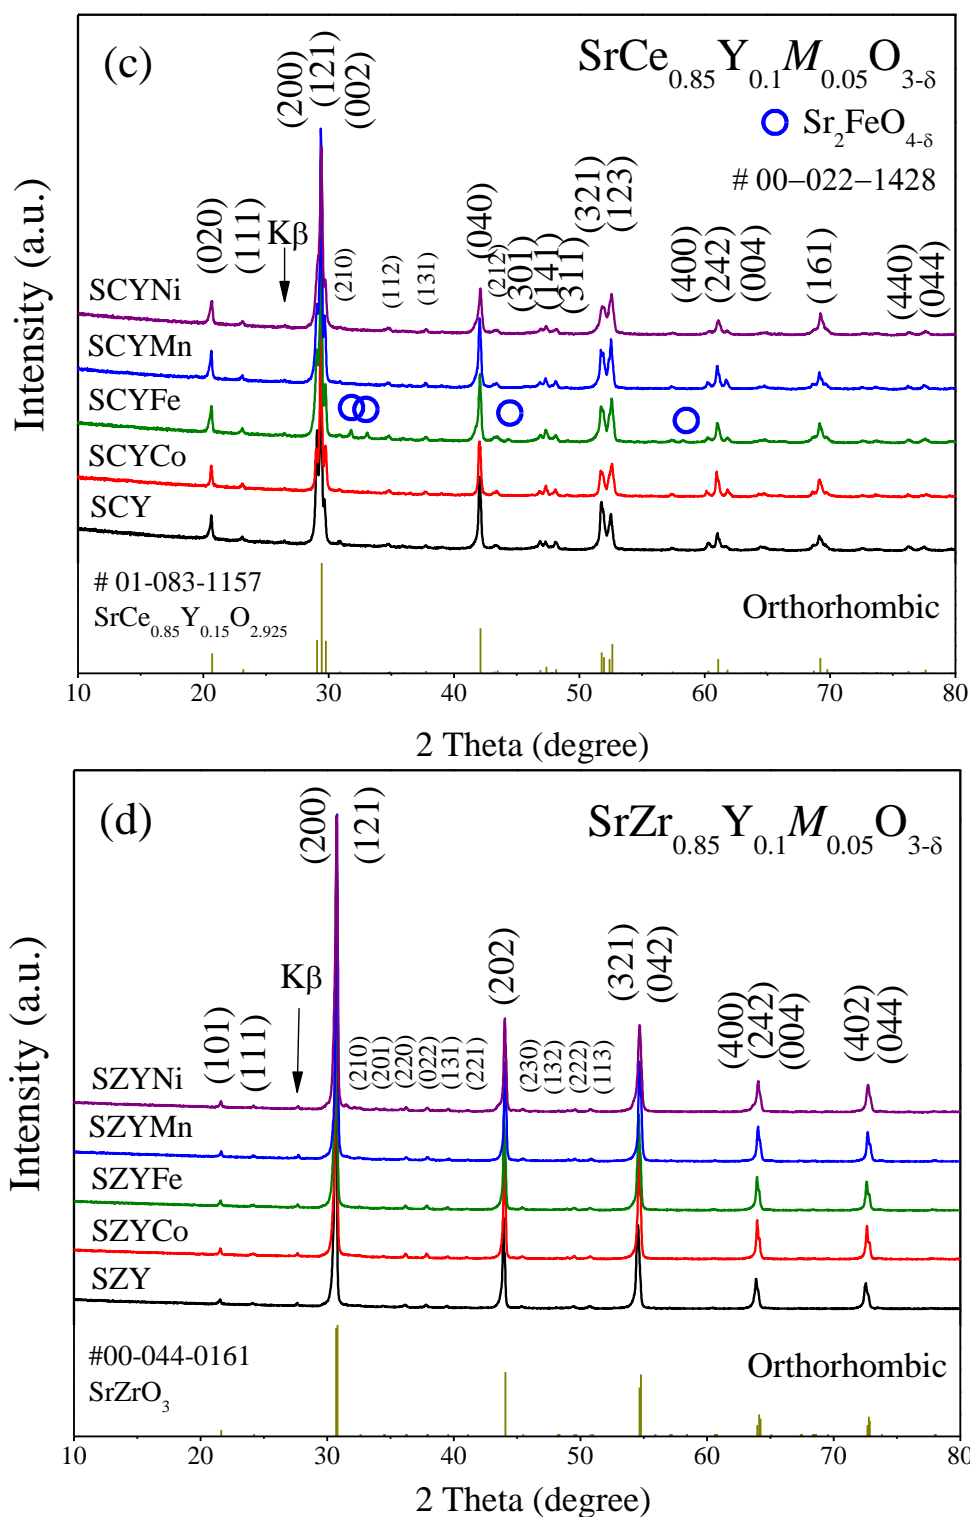 (c)
SrCe0.85Y0.1M0.05O3-δ
Sr2FeO4-δ
# 00−022−1428
(200)
(121)
(002)
(020)
(111)
Kβ
(210)
(112)
(131)
(040)
(212)
(301)
(141)
(311)
(321)
(123)
(400)
(242)
(004)
(161)
(440)
(044)
SCYNi
SCYMn
SCYFe
SCYCo
SCY
# 01-083-1157
SrCe0.85Y0.15O2.925
Orthorhombic
Intensity (a.u.)
10 20 30 40 50 60 70 80
2 Theta (degree)
(d)
SrZr0.85Y0.1M0.05O3-δ
(200)
(121)
Kβ
(101)
(111)
(210)
(201)
(220)
(022)
(131)
(221)
(202)
(230)
(132)
(222)
(113)
(321)
(042)
(400)
(242)
(004)
(402)
(044)
SZYNi
SZYMn
SZYFe
SZYCo
SZY
#00-044-0161
SrZrO3
Orthorhombic
Intensity (a.u.)
10 20 30 40 50 60 70 80
2 Theta (degree)